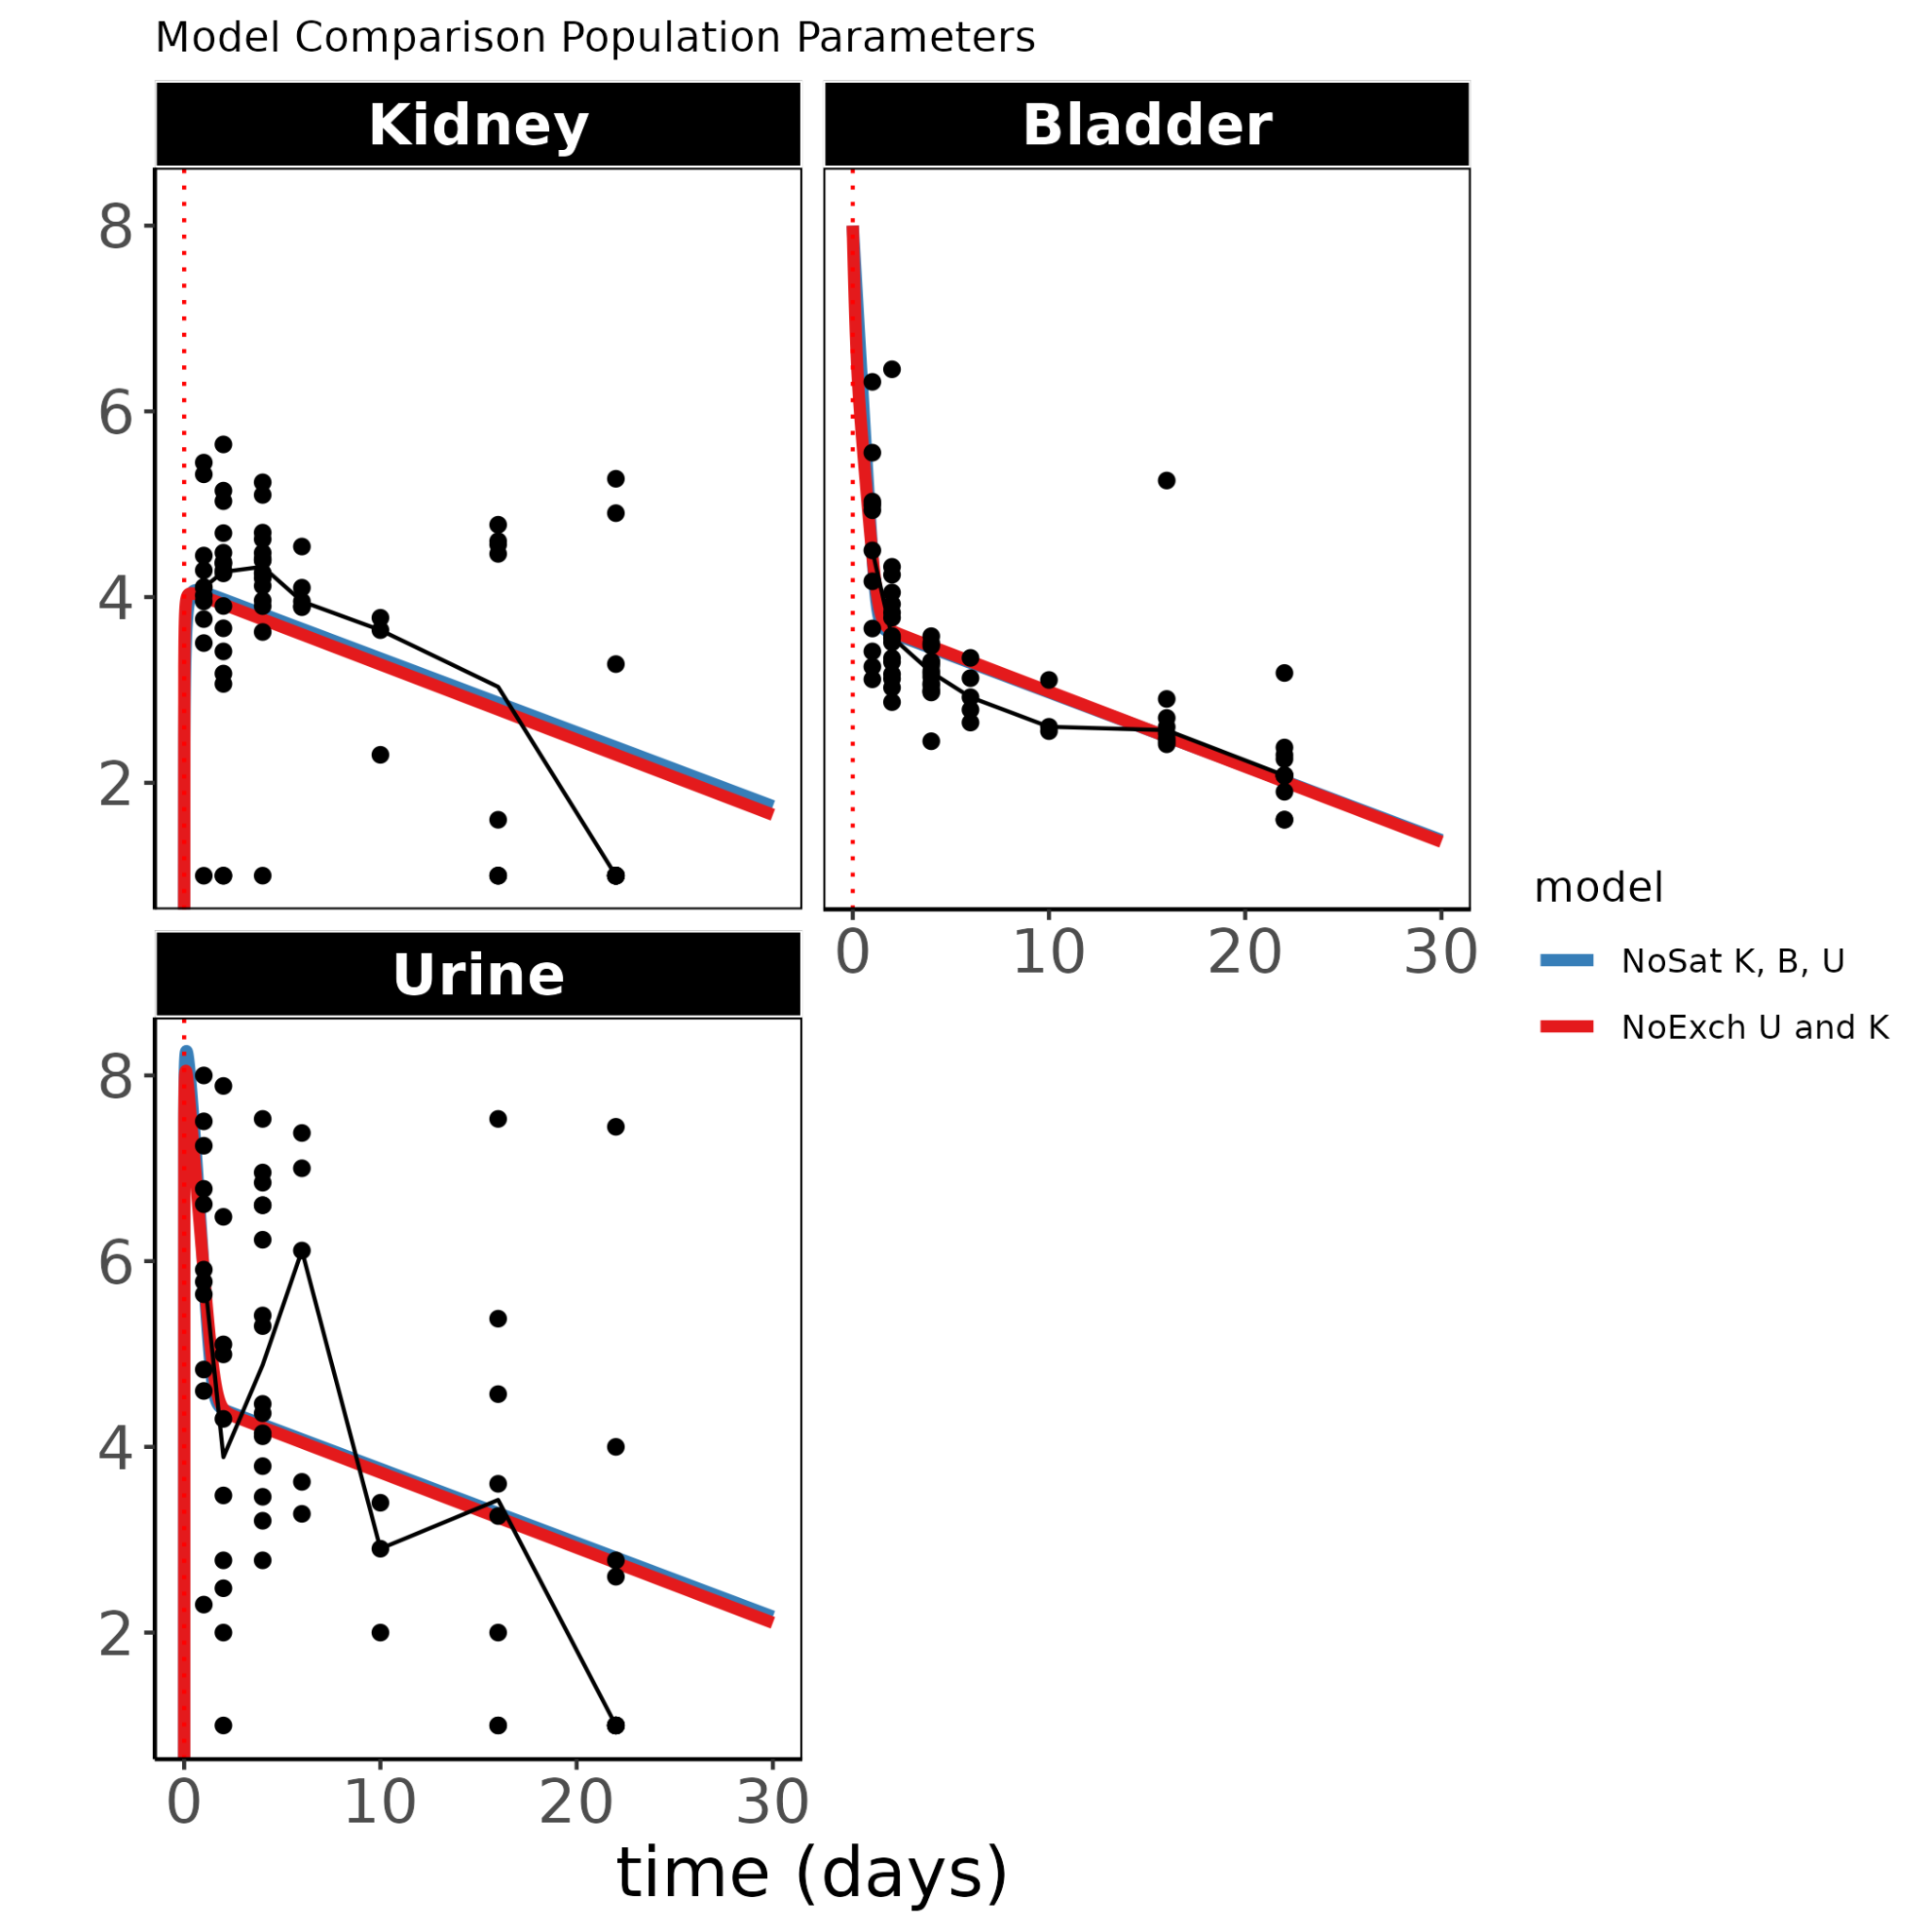 Model Comparison Population Parameters
Kidney
Bladder
8
6
4
2
0 10 20 30
Urine
8
6
4
2
0 10 20 30
time (days)
model
NoSat K, B, U
NoExch U and K